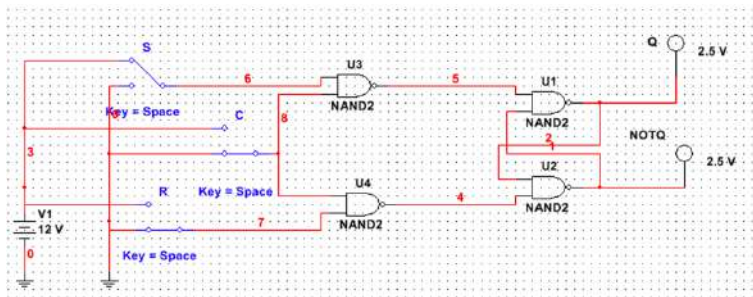 S
Q
2.5 V
U3
6
5
U1
NAND2
Key = Space
C
8
NAND2
NOTQ
2
1
3
U2
2.5 V
Key = Space
R
U4
4
NAND2
V1
12 V
7
NAND2
0
Key = Space